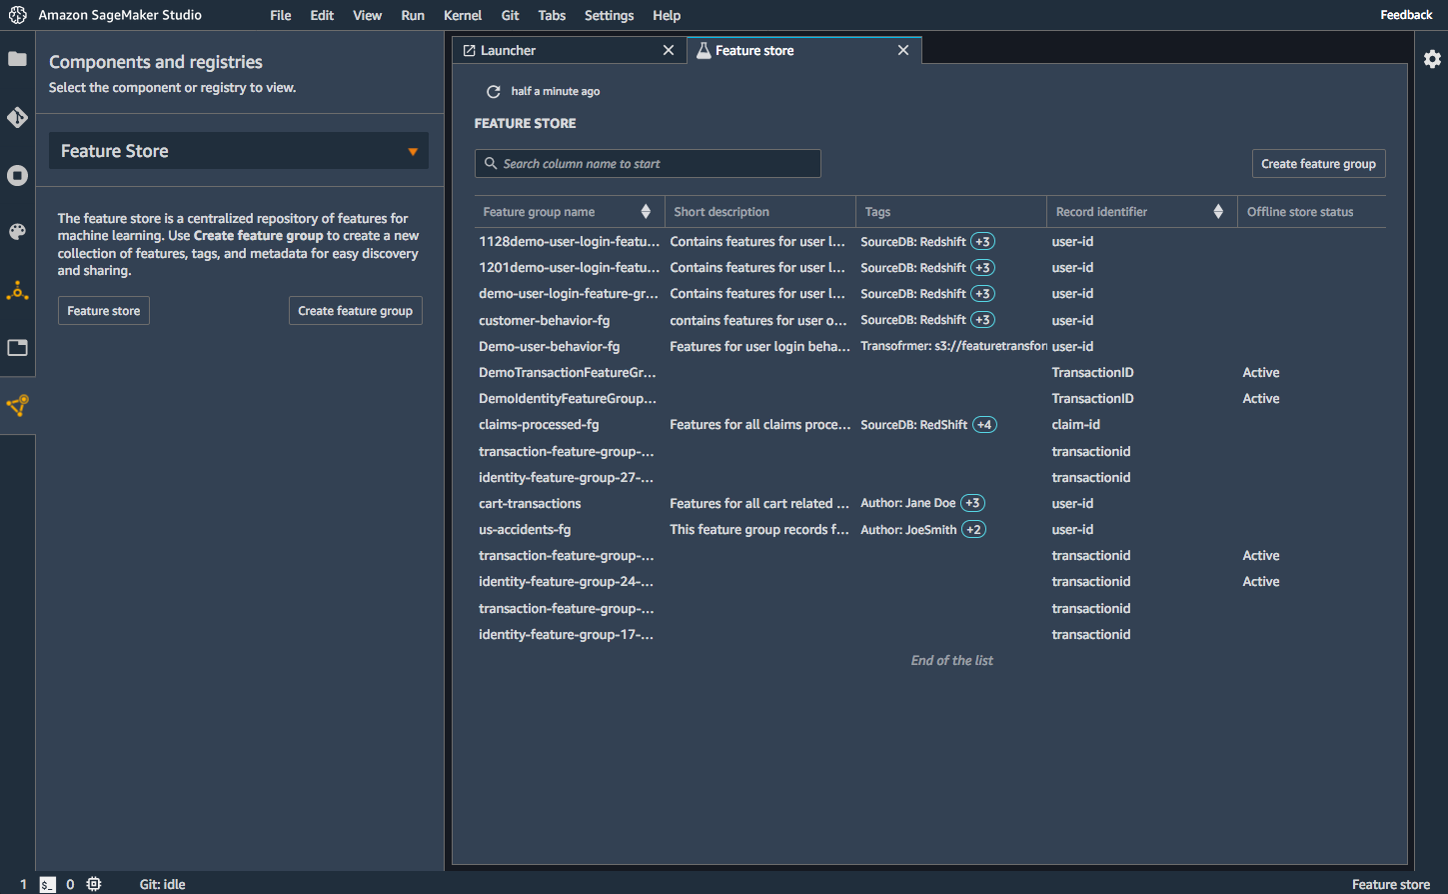 Amazon SageMaker Studio File Edit View Run Kernel Git Tabs Settings Help Feedback
Components and registries
Select the component or registry to view.
Feature Store
The feature store is a centralized repository of features for
machine learning. Use Create feature group to create a new
collection of features, tags, and metadata for easy discovery
and sharing.
Feature store Create feature group
Launcher Feature store
half a minute ago
FEATURE STORE
Search column name to start Create feature group
Feature group name Short description Tags Record identifier Offline store status
1128demo-user-login-featu... Contains features for user l... SourceDB: Redshift +3 user-id
1201demo-user-login-featu... Contains features for user l... SourceDB: Redshift +3 user-id
demo-user-login-feature-gr... Contains features for user l... SourceDB: Redshift +3 user-id
customer-behavior-fg contains features for user o... SourceDB: Redshift +3 user-id
Demo-user-behavior-fg Features for user login beha... Transofrmer: s3://featuretransfor user-id
DemoTransactionFeatureGr... TransactionID Active
DemoIdentityFeatureGroup... TransactionID Active
claims-processed-fg Features for all claims proce... SourceDB: RedShift +4 claim-id
transaction-feature-group-... transactionid
identity-feature-group-27-... transactionid
cart-transactions Features for all cart related ... Author: Jane Doe +3 user-id
us-accidents-fg This feature group records f... Author: JoeSmith +2 user-id
transaction-feature-group-... transactionid Active
identity-feature-group-24-... transactionid Active
transaction-feature-group-... transactionid
identity-feature-group-17-... transactionid
End of the list
1 $_ 0 Git: idle Feature store